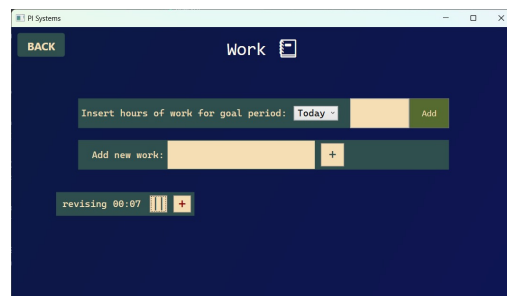 PI Systems
BACK
Work
Insert hours of work for goal period: Today Add
Add new work: +
revising 00:07 +